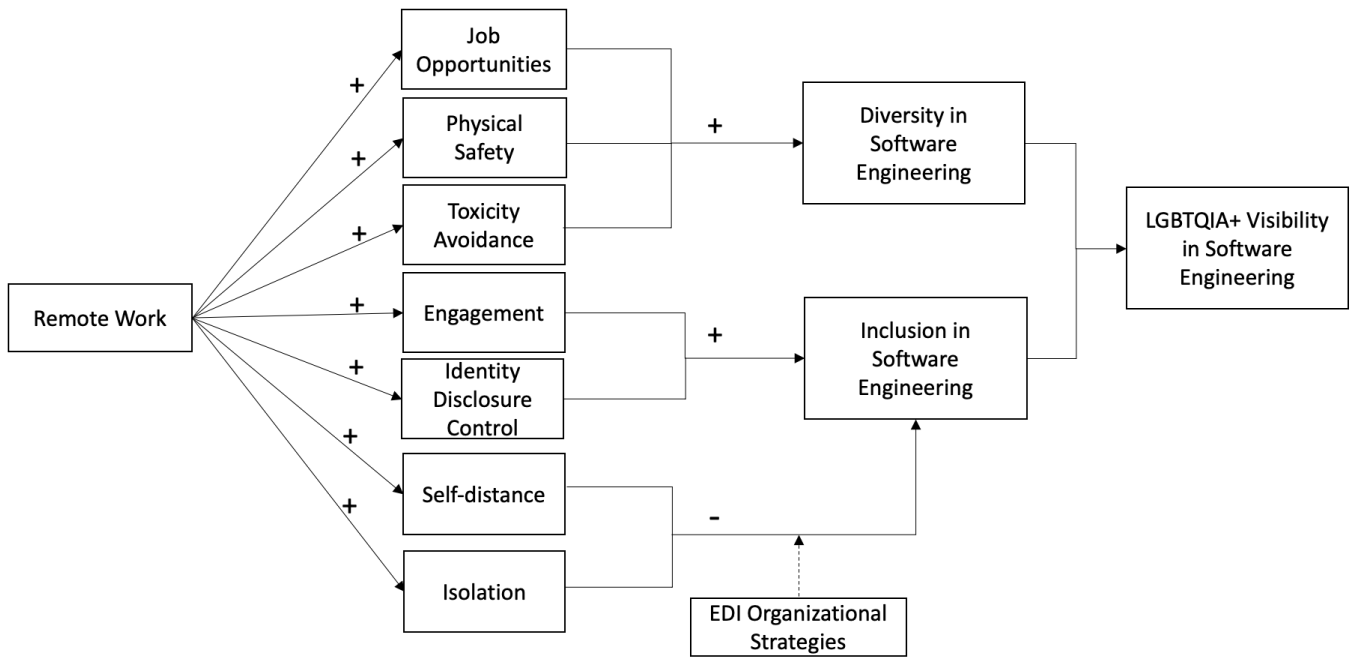 Remote Work
+
+
+
+
+
+
+
Job
Opportunities
Physical
Safety
Toxicity
Avoidance
Engagement
Identity
Disclosure
Control
Self-distance
Isolation
+
+
-
EDI Organizational
Strategies
Diversity in
Software
Engineering
Inclusion in
Software
Engineering
LGBTQIA+ Visibility
in Software
Engineering